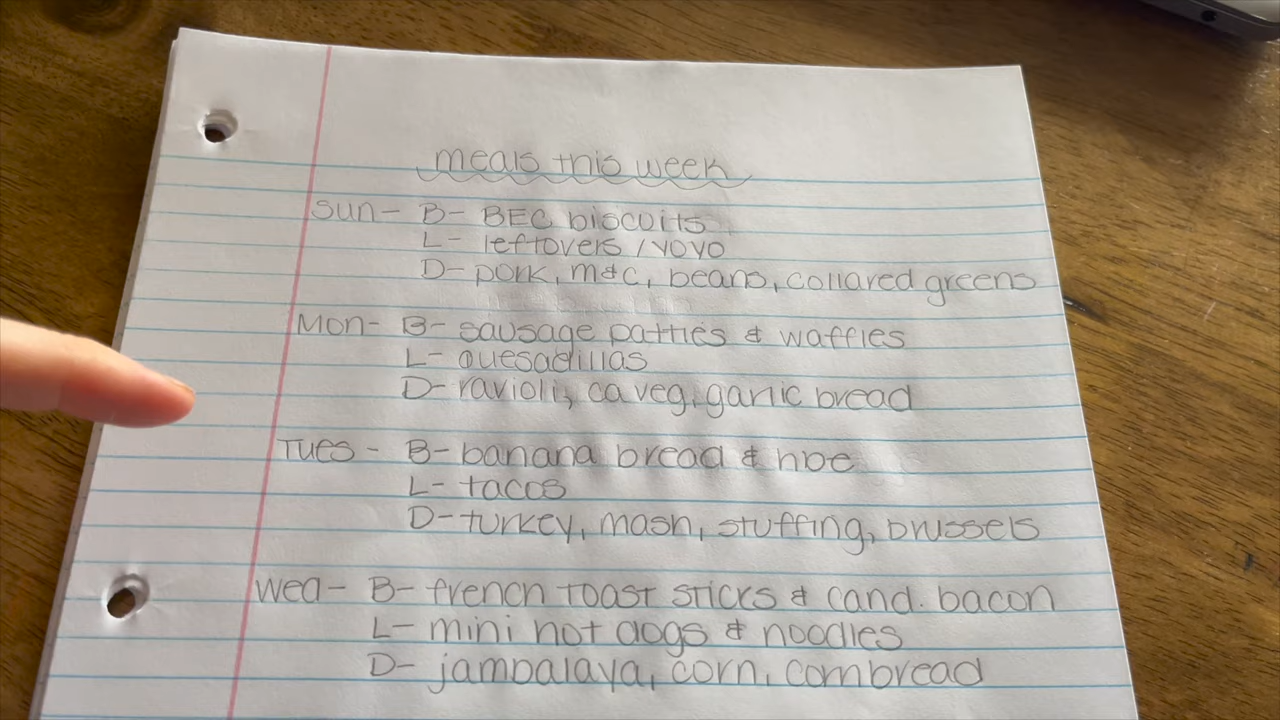 meals this week
Sun- B- BEC biscuits
L- leftovers / yoyo
D- pork, m&c, beans, collared greens
Mon- B- sausage patties & waffles
L- quesadillas
D- ravioli, ca veg, garlic bread
Tues - B- banana bread & hbe
L- tacos
D- turkey, mash, stuffing, brussels
Wed- B- french toast sticks & cand. bacon
L- mini hot dogs & noodles
D- jambalaya, corn, cornbread